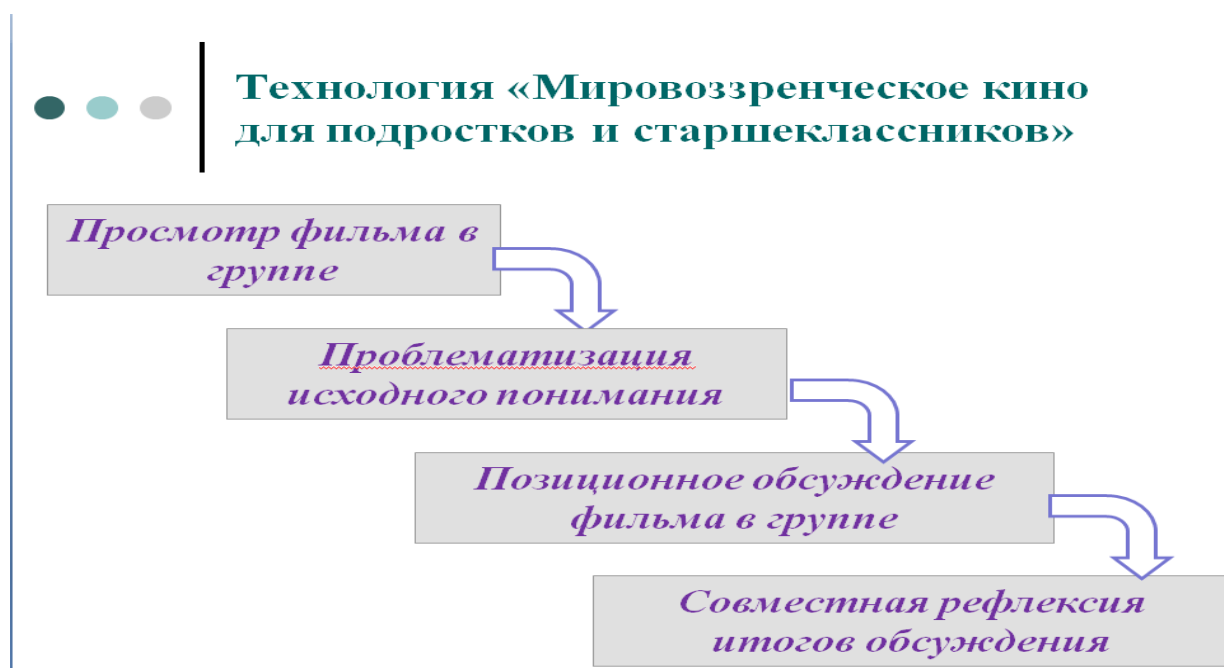 Технология «Мировоззренческое кино
для подростков и старшеклассников»
Просмотр фильма в
группе
Проблематизация
исходного понимания
Позиционное обсуждение
фильма в группе
Совместная рефлексия
итогов обсуждения